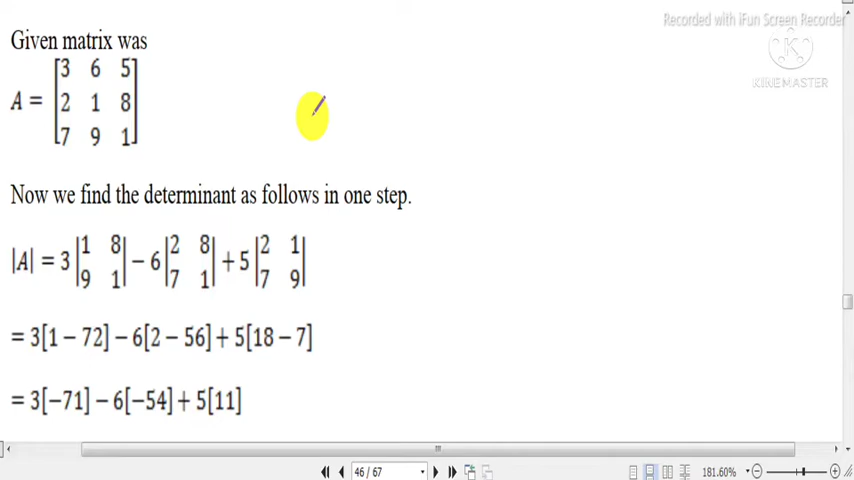 Recorded with iFun Screen Recorder
KINEMASTER
Given matrix was
A = [3 6 5
2 1 8
7 9 1]
Now we find the determinant as follows in one step.
|A| = 3 |1 8 9 1| − 6 |2 8 7 1| + 5 |2 1 7 9|
= 3[1 − 72] − 6[2 − 56] + 5[18 − 7]
= 3[−71] − 6[−54] + 5[11]
46 / 67
181.60%